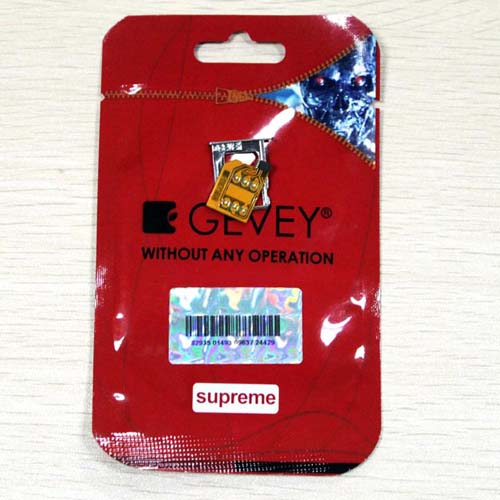 GEVEY®
WITHOUT ANY OPERATION
supreme